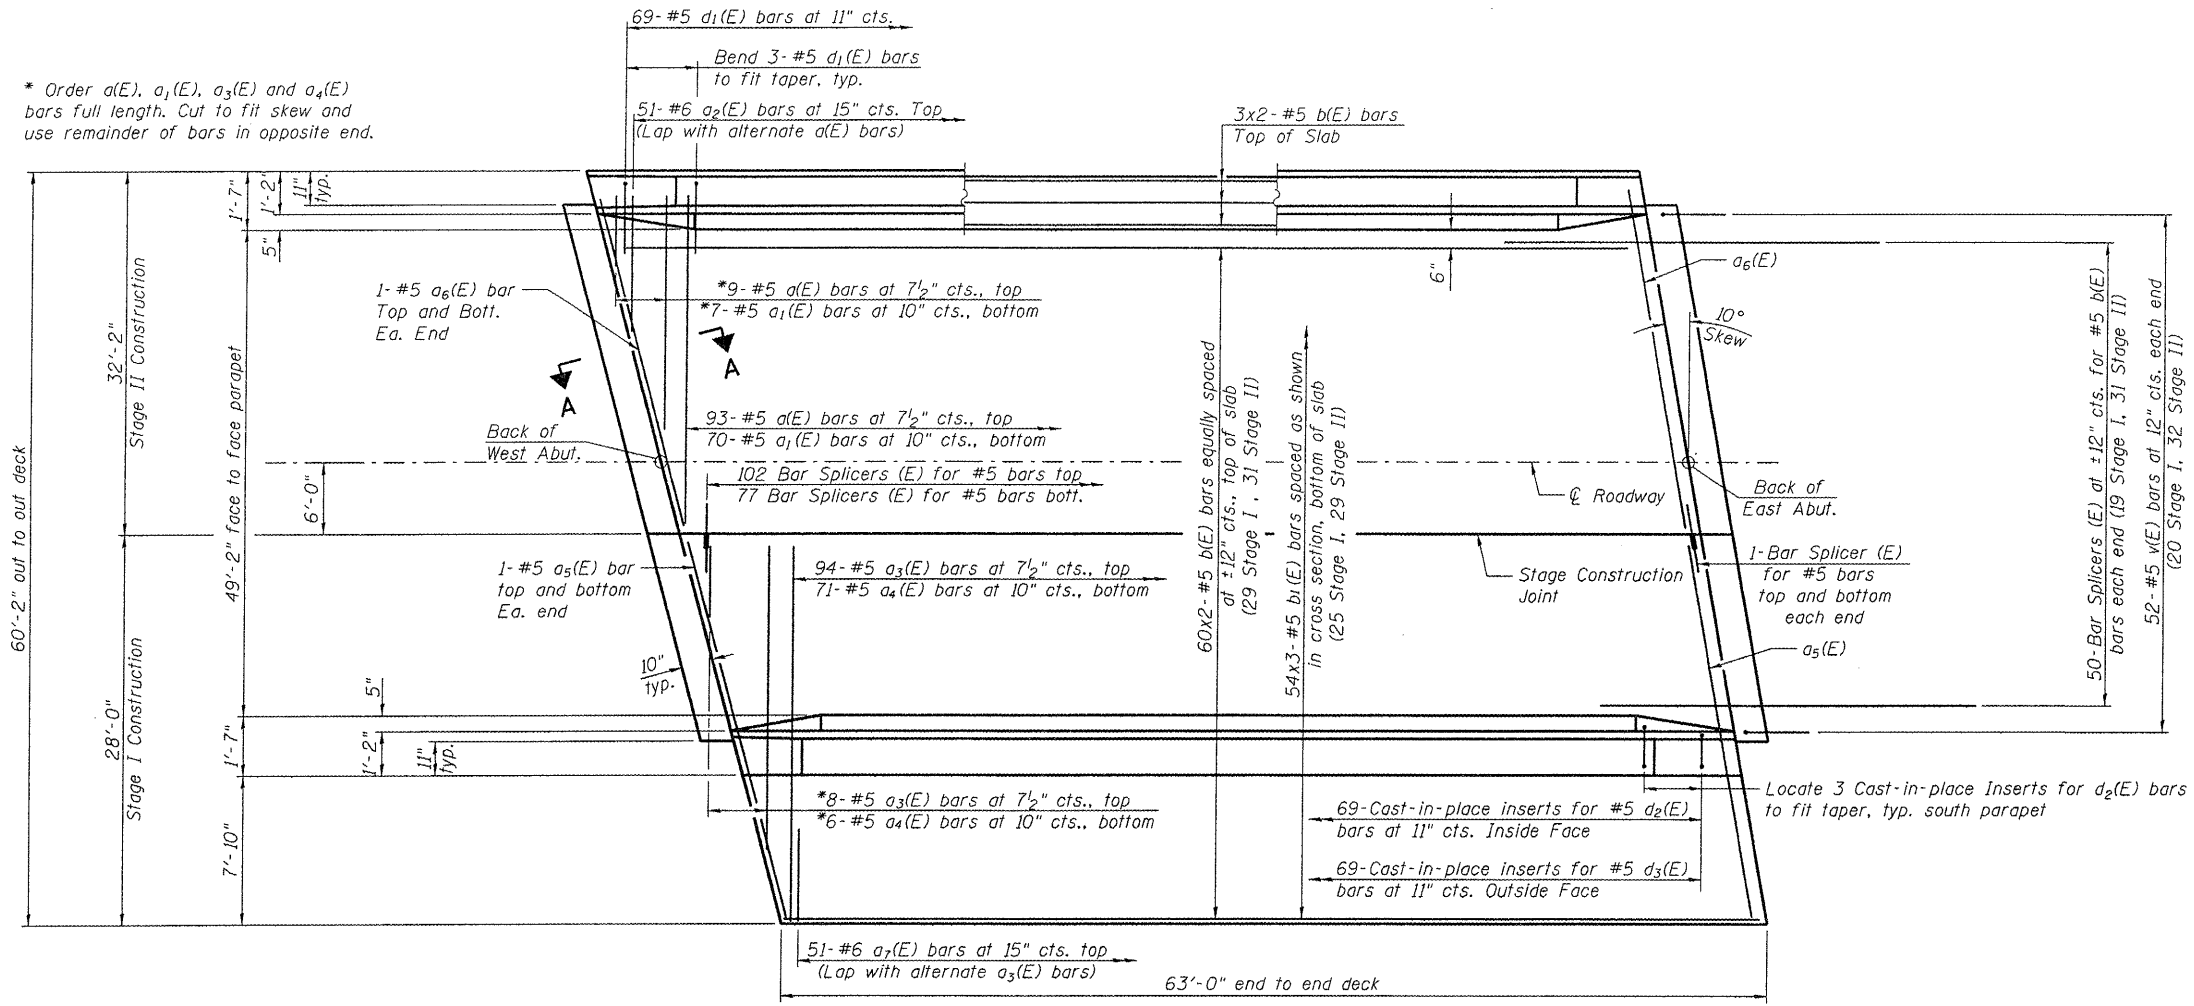 69- #5 d₁(E) bars at 11" cts.
Bend 3- #5 d₁(E) bars
to fit taper, typ.
* Order a(E), a₁(E), a₃(E) and a₄(E)
bars full length. Cut to fit skew and
use remainder of bars in opposite end.
51- #6 a₂(E) bars at 15" cts. Top
(Lap with alternate a(E) bars)
3x2- #5 b(E) bars
Top of Slab
1'-7"
1'-2"
11"
typ.
5"
6"
a₆(E)
10°
Skew
1- #5 a₆(E) bar
Top and Bott.
Ea. End
*9- #5 a(E) bars at 7½" cts., top
*7- #5 a₁(E) bars at 10" cts., bottom
A
A
60'-2" out to out deck
32'-2"
Stage II Construction
49'-2" face to face parapet
93- #5 a(E) bars at 7½" cts., top
70- #5 a₁(E) bars at 10" cts., bottom
Back of
West Abut.
102 Bar Splicers (E) for #5 bars top
77 Bar Splicers (E) for #5 bars bott.
6'-0"
60x2- #5 b(E) bars equally spaced
at ±12" cts., top of slab
(29 Stage I , 31 Stage II)
54x3- #5 b₁(E) bars spaced as shown
in cross section, bottom of slab
(25 Stage I, 29 Stage II)
℄ Roadway
Back of
East Abut.
50-Bar Splicers (E) at ±12" cts. for #5 b(E)
bars each end (19 Stage I, 31 Stage II)
52- #5 v(E) bars at 12" cts. each end
(20 Stage I, 32 Stage II)
1- #5 a₅(E) bar
top and bottom
Ea. end
94- #5 a₃(E) bars at 7½" cts., top
71- #5 a₄(E) bars at 10" cts., bottom
Stage Construction
Joint
1-Bar Splicer (E)
for #5 bars
top and bottom
each end
a₅(E)
10"
typ.
28'-0"
Stage I Construction
5"
1'-7"
1'-2"
11"
typ.
7'-10"
*8- #5 a₃(E) bars at 7½" cts., top
*6- #5 a₄(E) bars at 10" cts., bottom
69-Cast-in-place inserts for #5 d₂(E)
bars at 11" cts. Inside Face
69-Cast-in-place inserts for #5 d₃(E)
bars at 11" cts. Outside Face
Locate 3 Cast-in-place Inserts for d₂(E) bars
to fit taper, typ. south parapet
51- #6 a₇(E) bars at 15" cts. top
(Lap with alternate a₃(E) bars)
63'-0" end to end deck